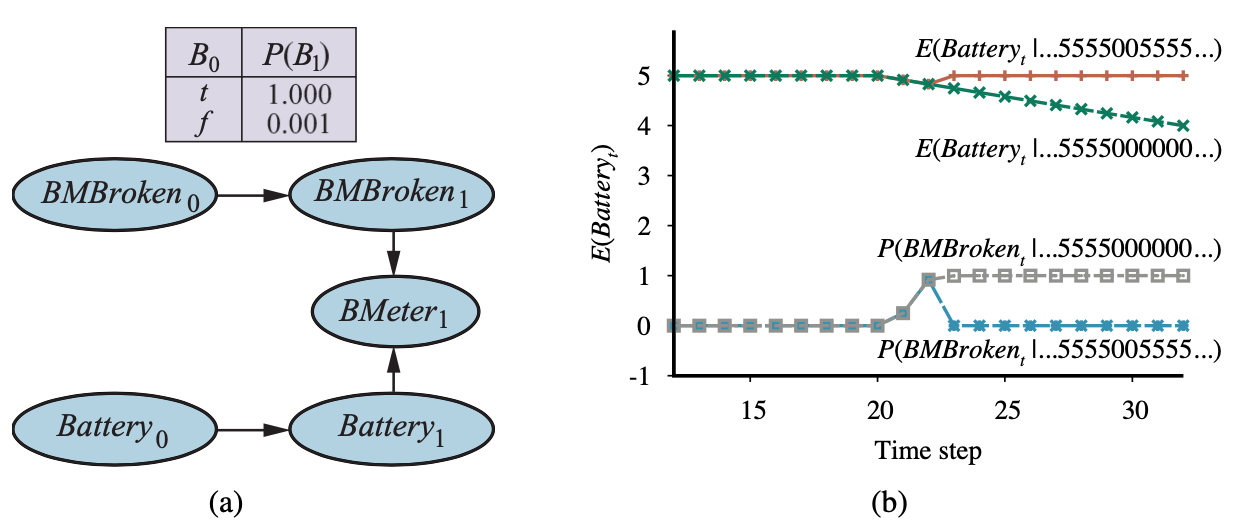 B₀ P(B₁)
t 1.000
f 0.001
BMBroken₀
BMBroken₁
BMeter₁
Battery₀
Battery₁
(a)
E(Batteryₜ |...5555005555...)
E(Batteryₜ |...5555000000...)
P(BMBrokenₜ |...5555000000...)
P(BMBrokenₜ |...5555005555...)
E(Batteryₜ)
5
4
3
2
1
0
-1
15 20 25 30
Time step
(b)